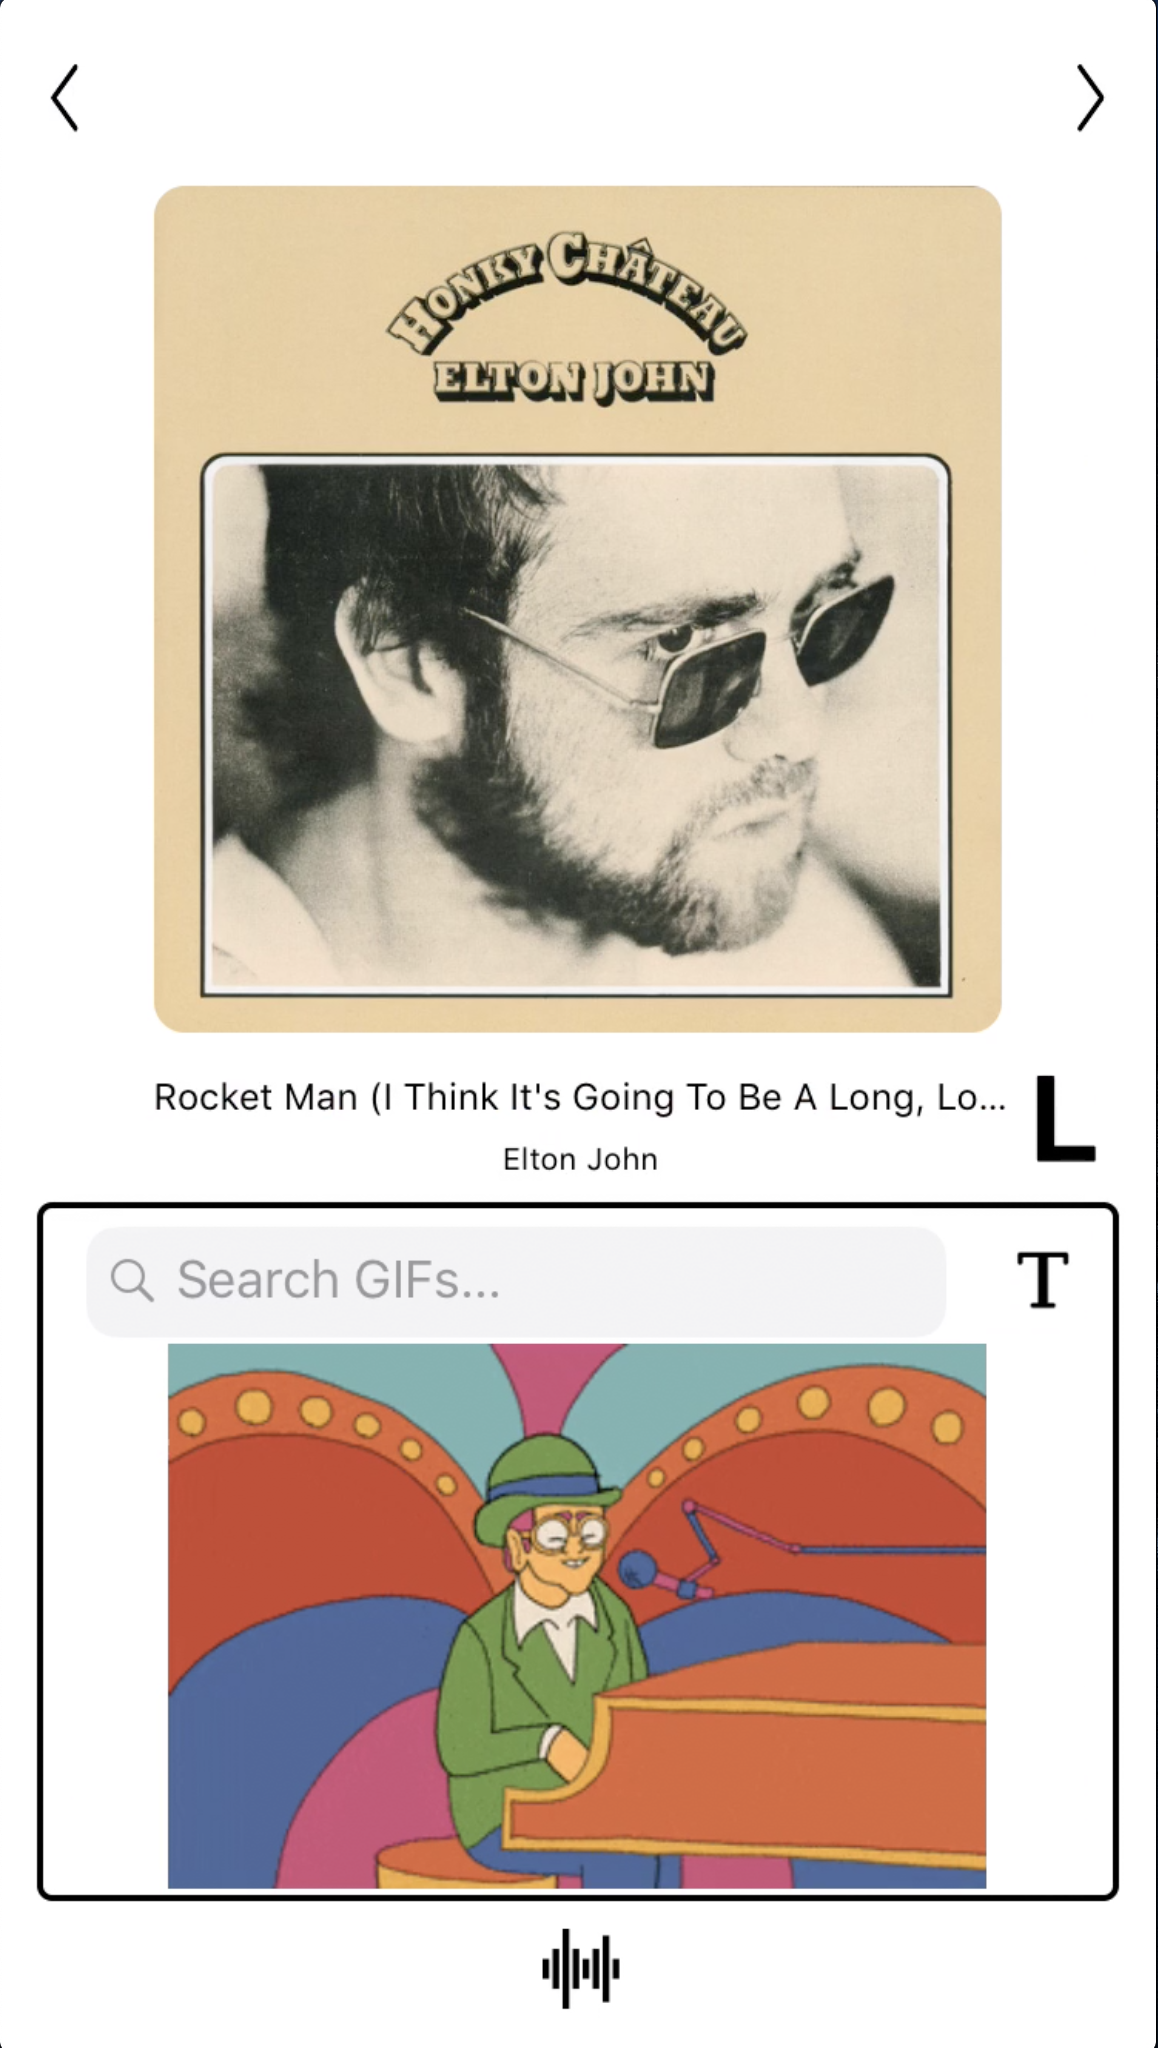 HONKY CHÂTEAU
ELTON JOHN
Rocket Man (I Think It's Going To Be A Long, Lo...
L
Elton John
Search GIFs...
T